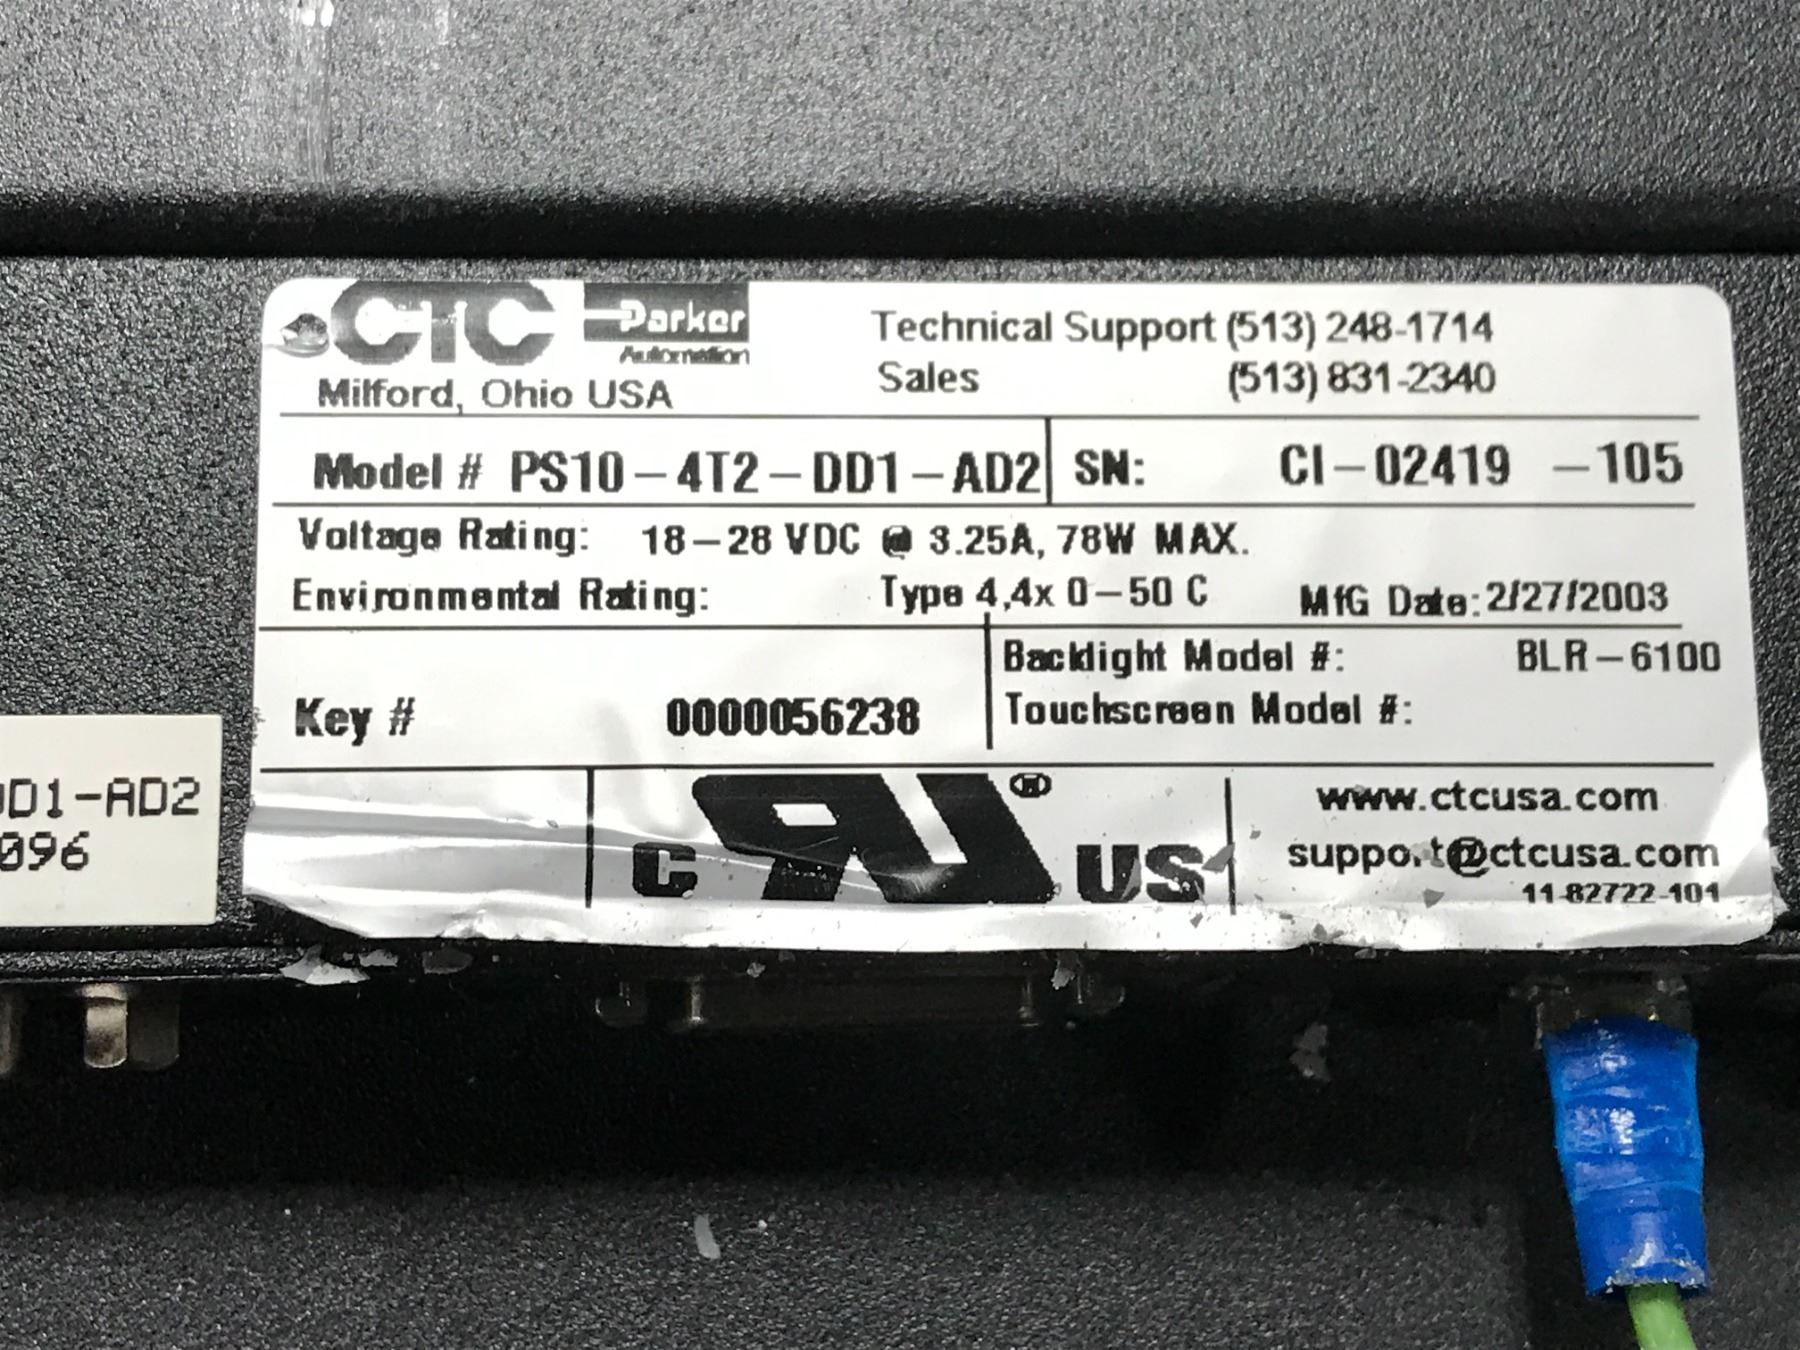 CTC Parker
Automation
Milford, Ohio USA
Technical Support (513) 248-1714
Sales (513) 831-2340
Model # PS10-4T2-DD1-AD2 SN: CI-02419 -105
Voltage Rating: 18-28 VDC @ 3.25A, 78W MAX.
Environmental Rating: Type 4,4x 0-50 C MfG Date: 2/27/2003
Key # 0000056238
Backlight Model #: BLR-6100
Touchscreen Model #:
C RU ® US
www.ctcusa.com
support@ctcusa.com
11-82722-101
D1-AD2
096